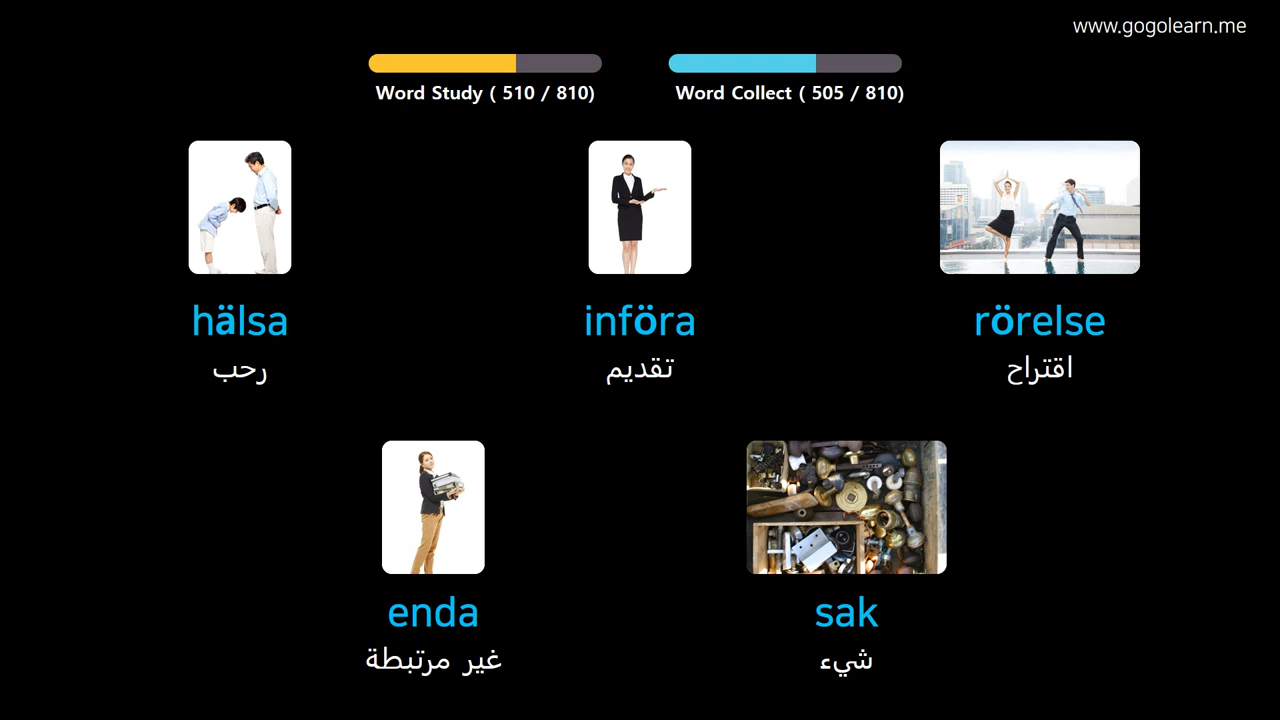 www.gogolearn.me
Word Study ( 510 / 810)
Word Collect ( 505 / 810)
hälsa
införa
rörelse
رحب
تقديم
اقتراح
enda
sak
غير مرتبطة
شيء